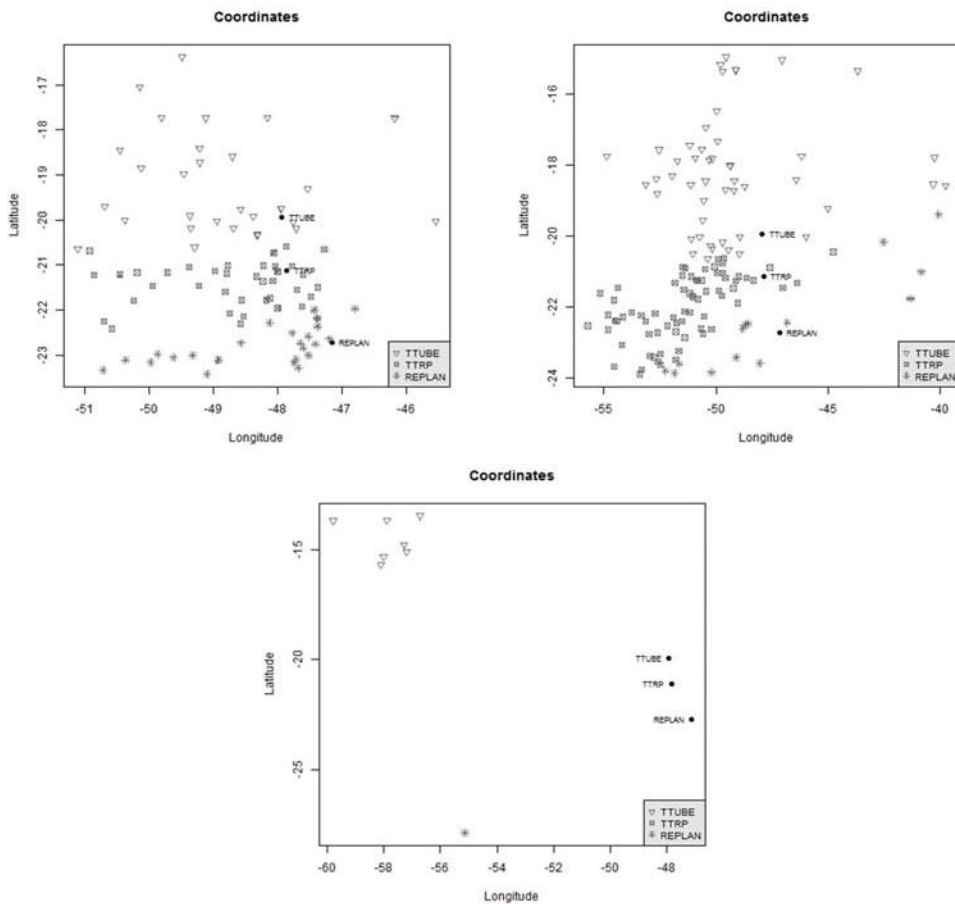 Coordinates
Latitude
-17
-18
-19
-20
-21
-22
-23
TTUBE
TTRP
REPLAN
TTUBE
TTRP
REPLAN
-51
-50
-49
-48
-47
-46
Longitude
Coordinates
Latitude
-16
-18
-20
-22
-24
TTUBE
TTRP
REPLAN
TTUBE
TTRP
REPLAN
-55
-50
-45
-40
Longitude
Coordinates
Latitude
-15
-20
-25
TTUBE
TTRP
REPLAN
TTUBE
TTRP
REPLAN
-60
-58
-56
-54
-52
-50
-48
Longitude